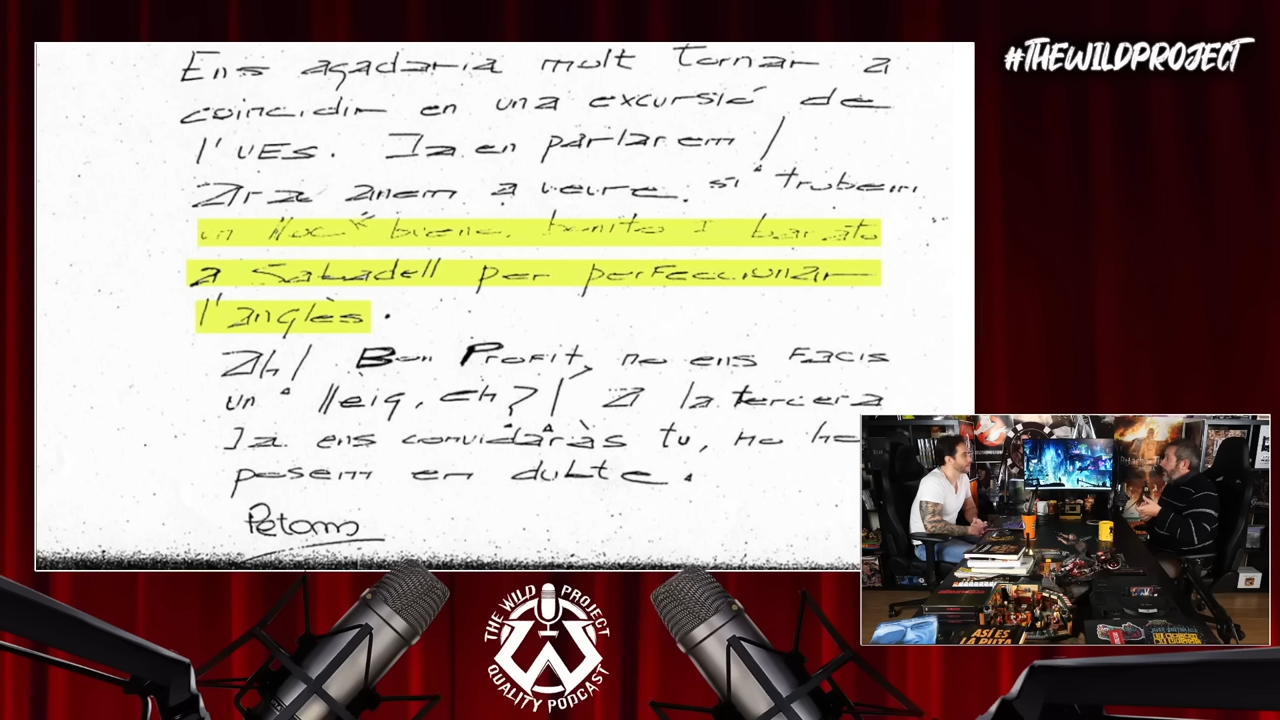 #THEWILDPROJECT
Ens agadaria molt tornar a
coincidir en una excursió de
l'UES. Ja en parlarem!
Ara anem a veure si trobem
un lloc bueno, bonito i barato
a Sabadell per perfeccionar
l'anglès.
Ah! Bon Profit, no ens facis
un lleig, eh?! A la tercera
Ja ens convidaràs tu, no ho
posem en dubte.
Petons
THE WILD PROJECT
QUALITY PODCAST
ASÍ ES
LA PUTA